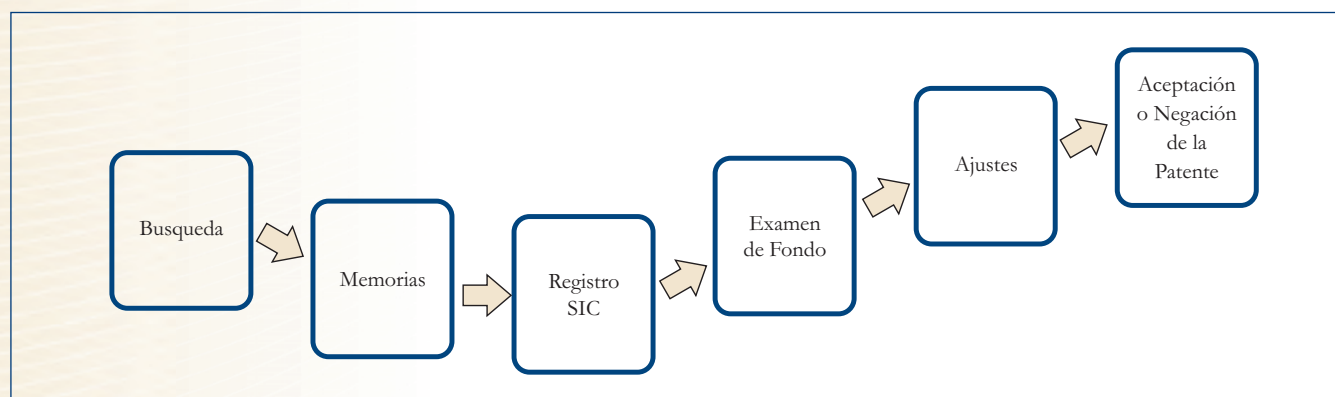 Busqueda
Memorias
Registro
SIC
Examen
de Fondo
Ajustes
Aceptación
o Negación
de la
Patente